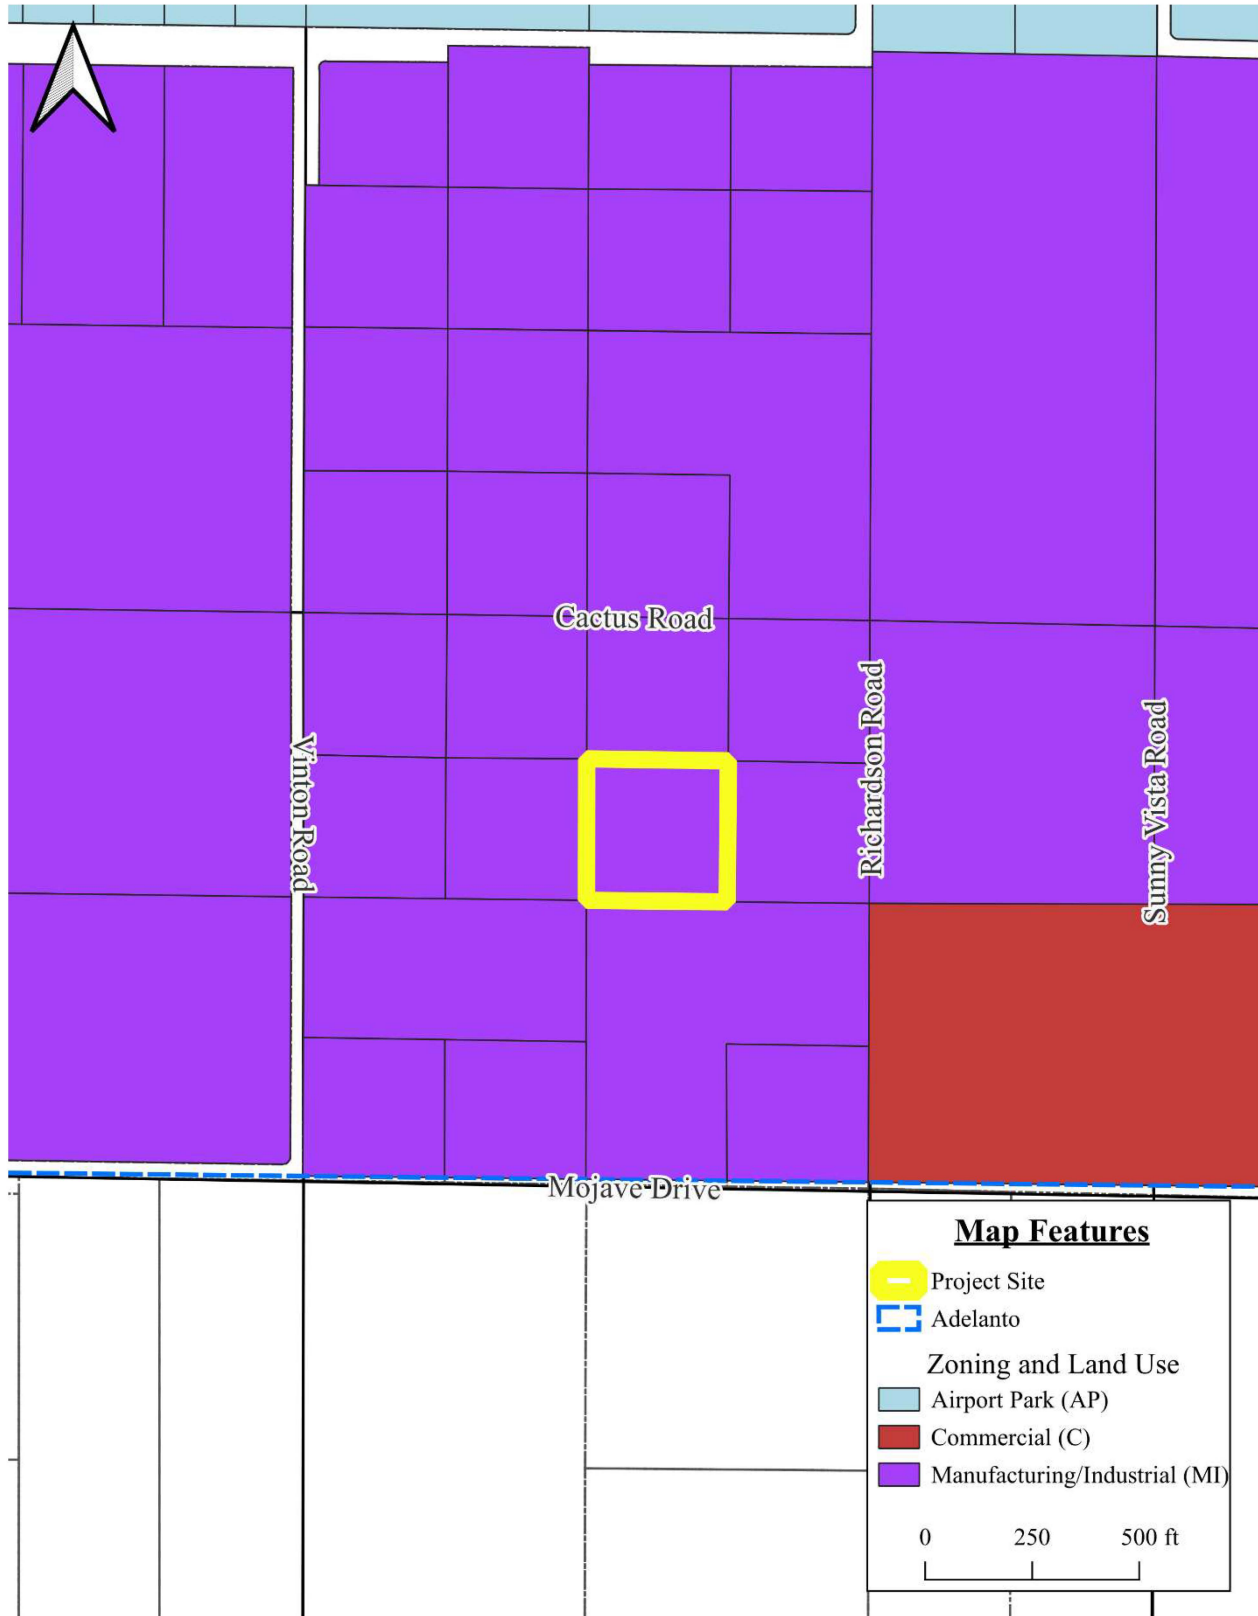 Cactus Road
Richardson Road
Sunny Vista Road
Vinton Road
Mojave Drive
Map Features
Project Site
Adelanto
Zoning and Land Use
Airport Park (AP)
Commercial (C)
Manufacturing/Industrial (MI)
0 250 500 ft